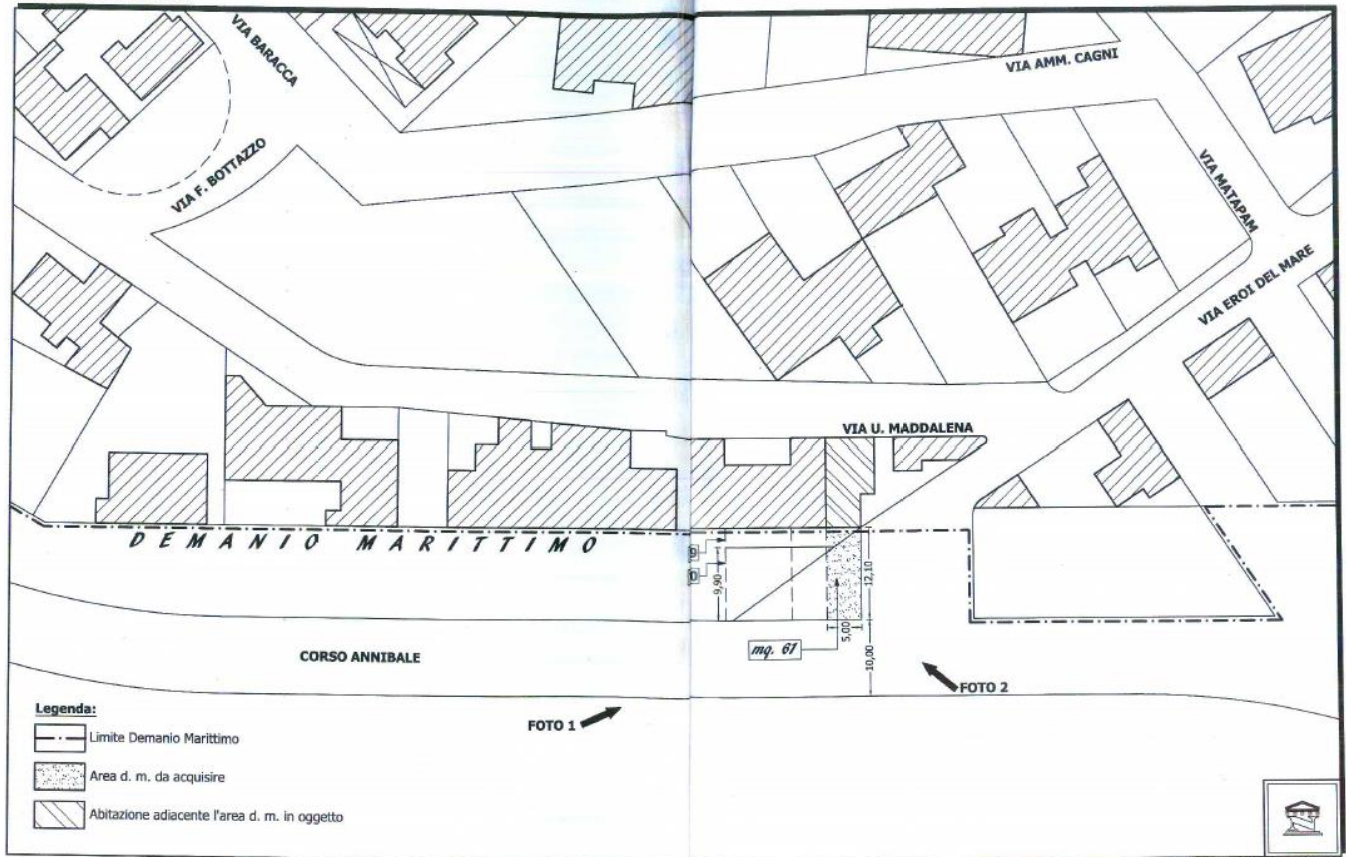 VIA BARACCA
VIA AMM. CAGNI
VIA F. BOTTAZZO
VIA MATAPAM
VIA EROI DEL MARE
VIA U. MADDALENA
DEMANIO MARITTIMO
9
0
9,90
12,10
5,00
mq. 61
10,00
CORSO ANNIBALE
FOTO 2
FOTO 1
Legenda:
Limite Demanio Marittimo
Area d. m. da acquisire
Abitazione adiacente l'area d. m. in oggetto